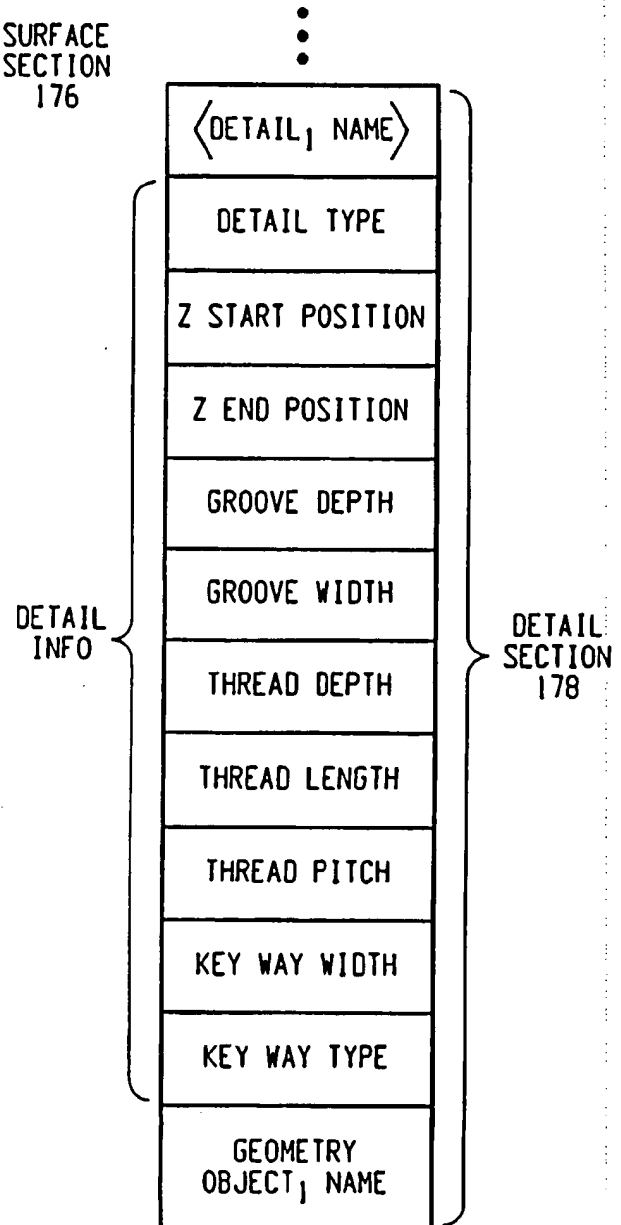 SURFACE
SECTION
176
〈DETAIL₁ NAME〉
DETAIL TYPE
Z START POSITION
Z END POSITION
GROOVE DEPTH
GROOVE WIDTH
DETAIL
INFO
THREAD DEPTH
DETAIL
SECTION
178
THREAD LENGTH
THREAD PITCH
KEY WAY WIDTH
KEY WAY TYPE
GEOMETRY
OBJECT₁ NAME